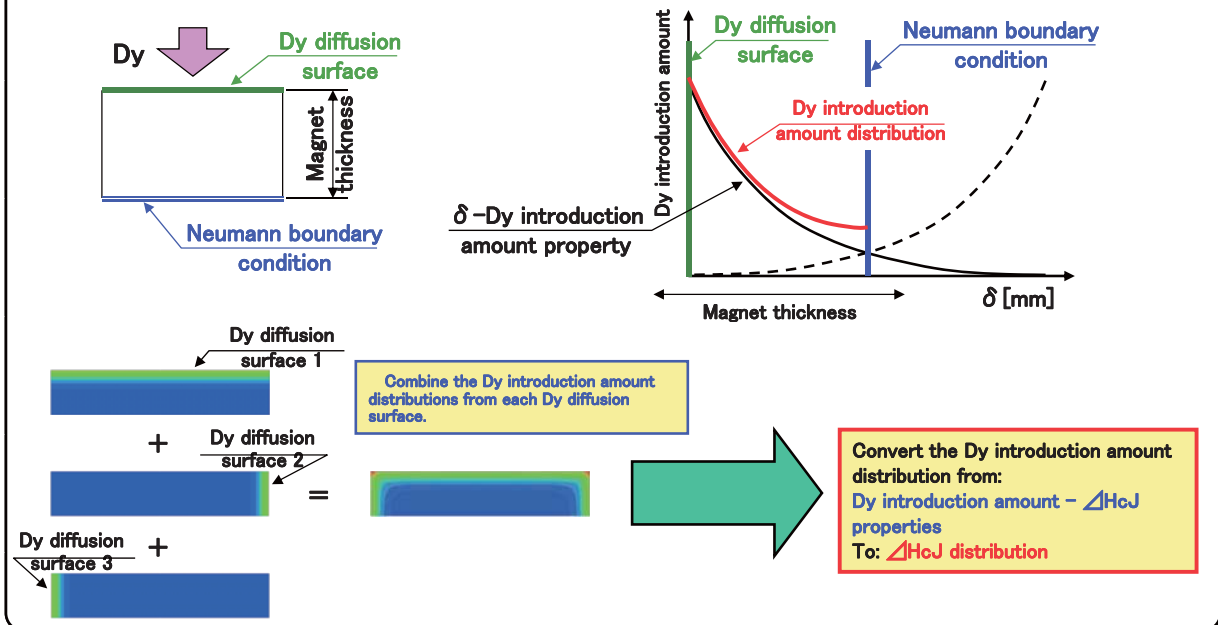 Dy
Dy diffusion
surface
Magnet
thickness
Neumann boundary
condition
Dy introduction amount
Dy diffusion
surface
Neumann boundary
condition
Dy introduction
amount distribution
δ-Dy introduction
amount property
δ [mm]
Magnet thickness
Dy diffusion
surface 1
+
Dy diffusion
surface 2
=
Dy diffusion
surface 3
+
Combine the Dy introduction amount
distributions from each Dy diffusion
surface.
Convert the Dy introduction amount
distribution from:
Dy introduction amount - ⊿HcJ
properties
To: ⊿HcJ distribution